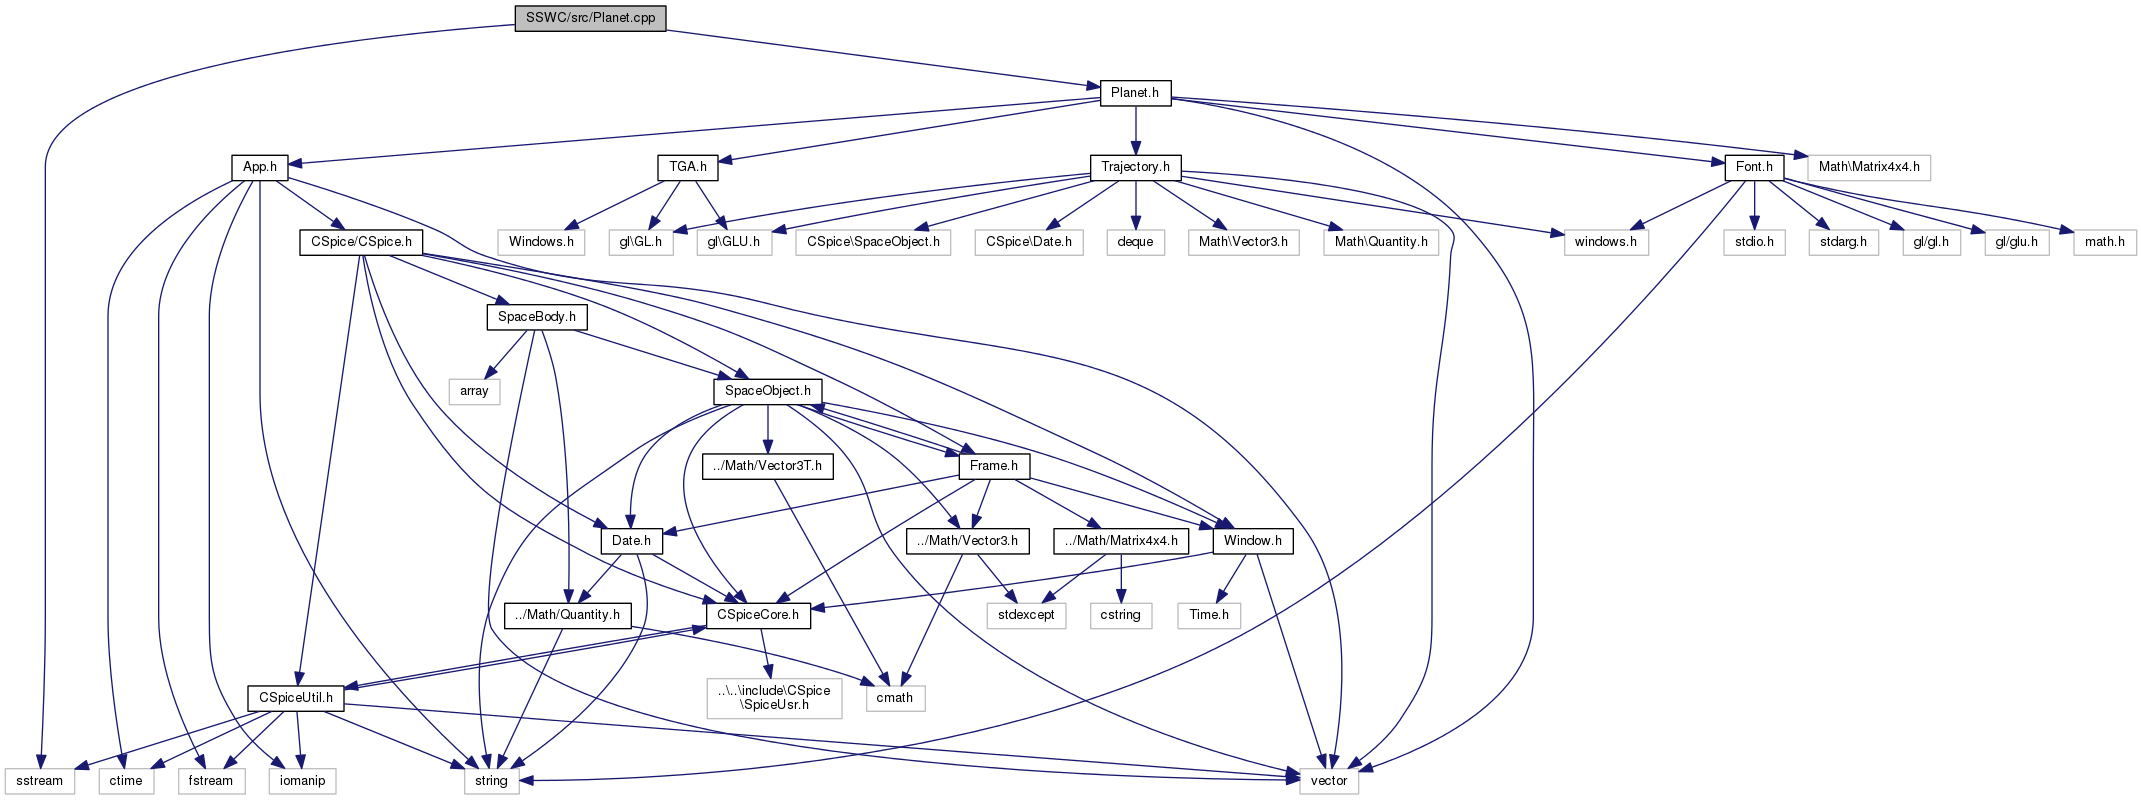 SSWC/src/Planet.cpp
Planet.h
App.h
TGA.h
Trajectory.h
Font.h
Math\Matrix4x4.h
CSpice/CSpice.h
Windows.h
gl\GL.h
gl\GLU.h
CSpice\SpaceObject.h
CSpice\Date.h
deque
Math\Vector3.h
Math\Quantity.h
windows.h
stdio.h
stdarg.h
gl/gl.h
gl/glu.h
math.h
SpaceBody.h
array
SpaceObject.h
../Math/Vector3T.h
Frame.h
Date.h
../Math/Vector3.h
../Math/Matrix4x4.h
Window.h
../Math/Quantity.h
CSpiceCore.h
stdexcept
cstring
Time.h
CSpiceUtil.h
..\..\include\CSpice
\SpiceUsr.h
cmath
sstream
ctime
fstream
iomanip
string
vector